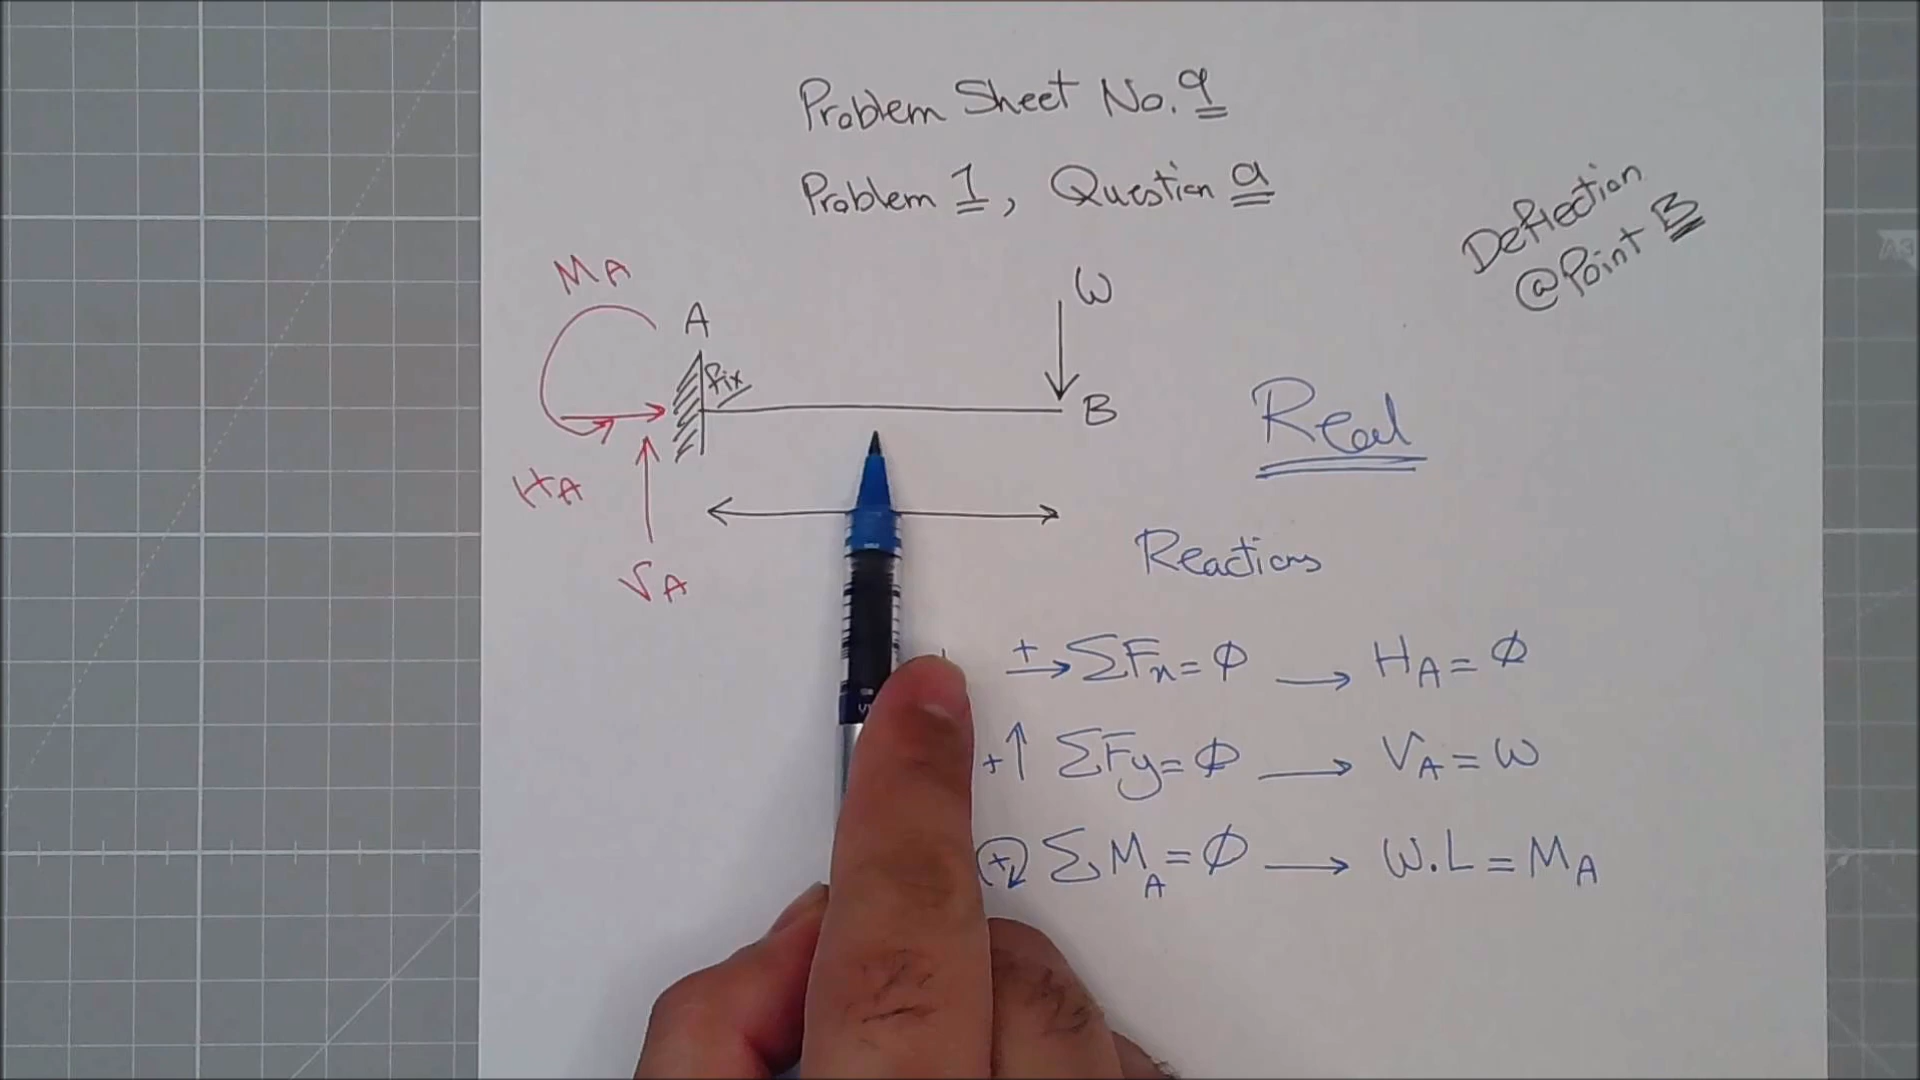 Problem Sheet No. 9
Problem 1, Question a
Deflection
@Point B
MA
A
W
fix
B
HA
VA
Real
Reactions
+→ ΣFx = φ → HA = φ
+↑ ΣFy = φ → VA = W
+ ΣMA = φ → W.L = MA
A3